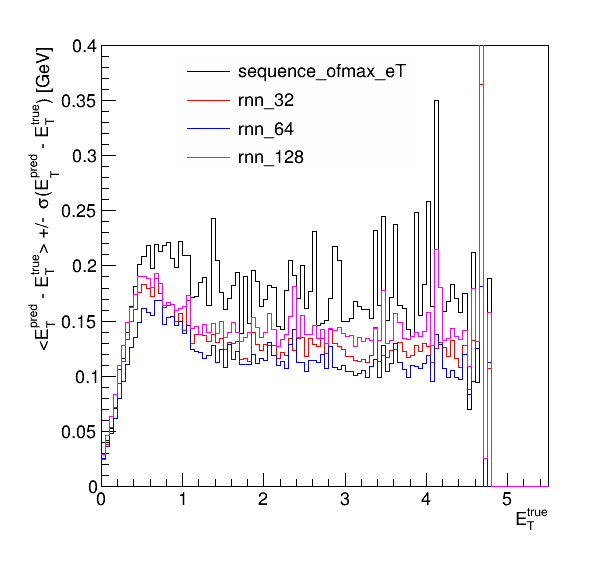 <E_T^pred - E_T^true> +/- σ(E_T^pred - E_T^true) [GeV]
0.4
0.35
0.3
0.25
0.2
0.15
0.1
0.05
0
sequence_ofmax_eT
rnn_32
rnn_64
rnn_128
0 1 2 3 4 5
E_T^true